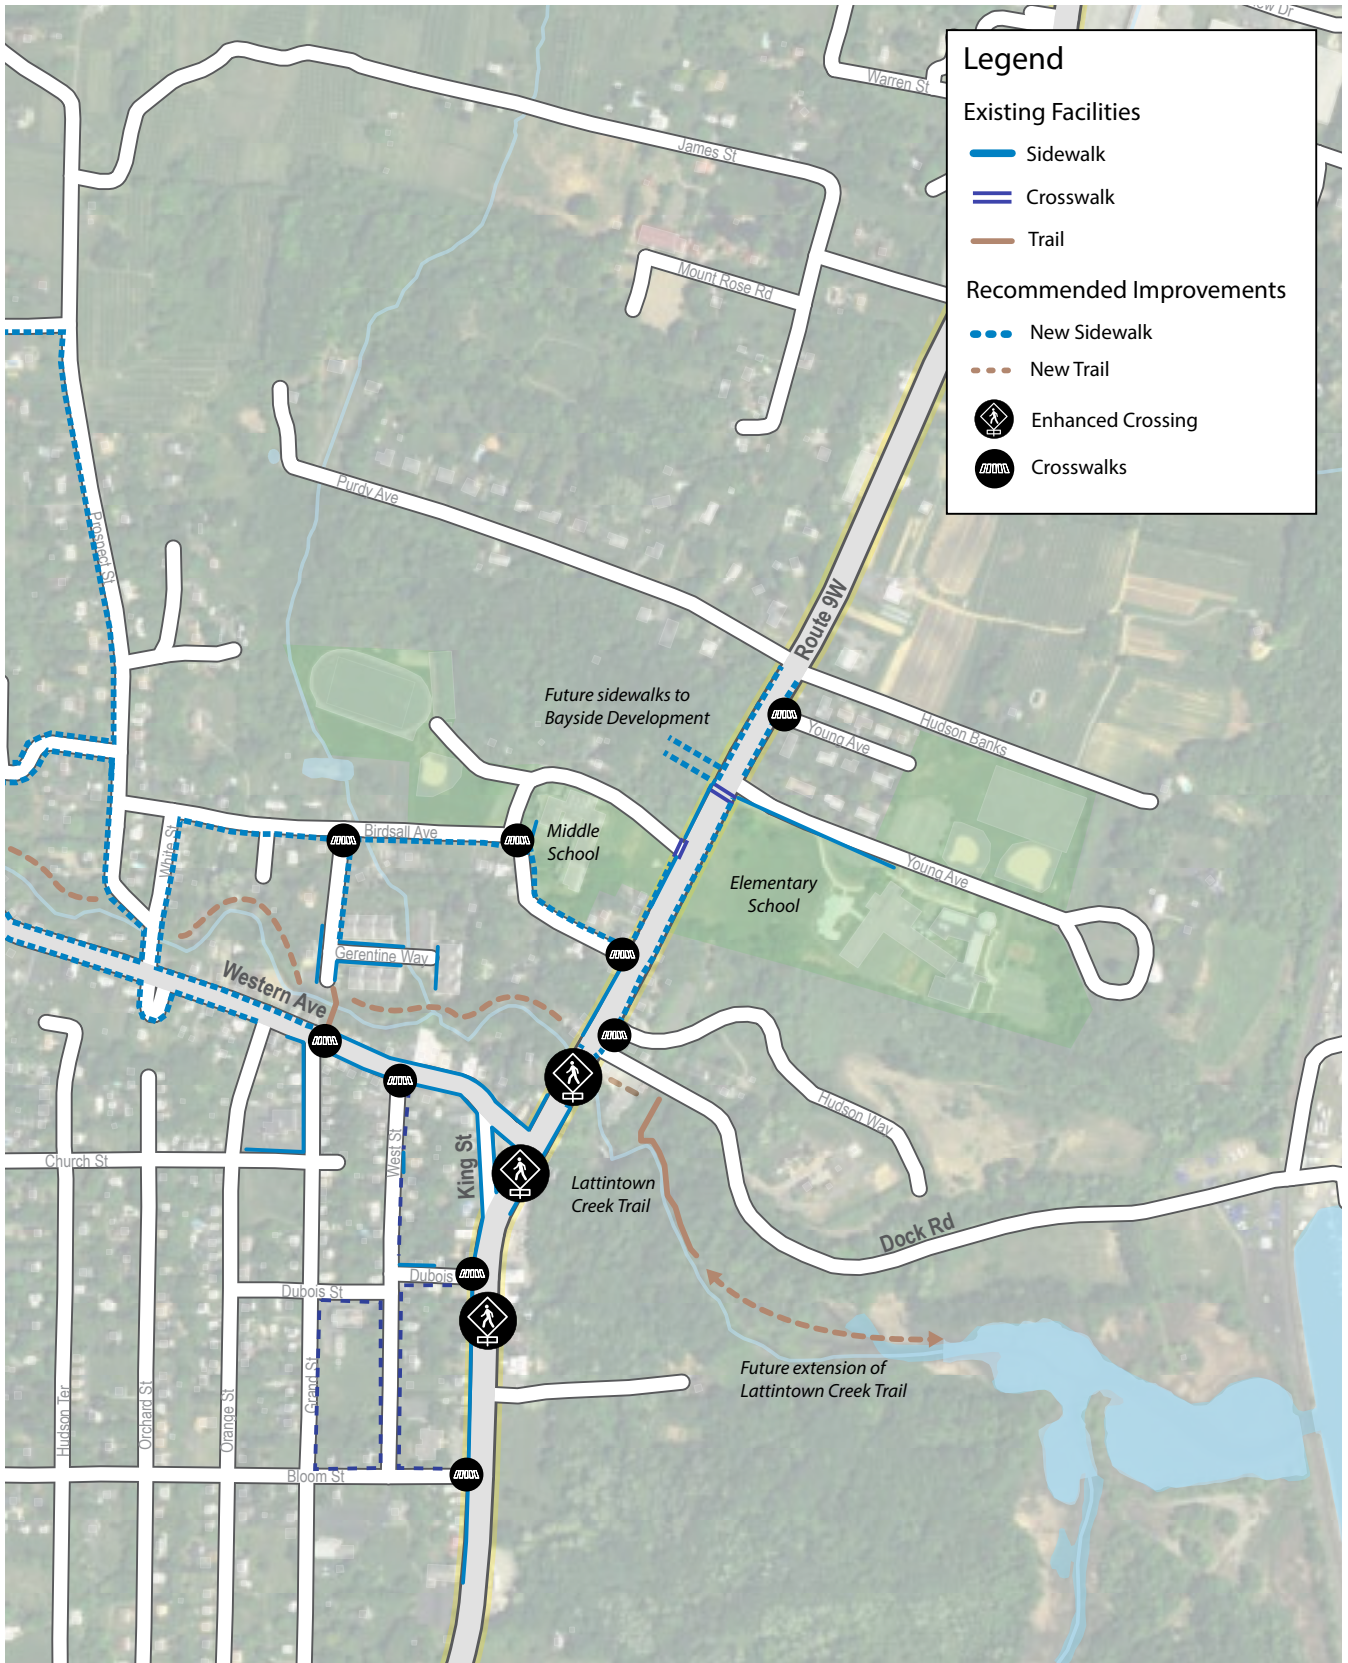 ew Dr
Warren St
Legend
Existing Facilities
Sidewalk
Crosswalk
Trail
Recommended Improvements
New Sidewalk
New Trail
Enhanced Crossing
Crosswalks
James St
Mount Rose Rd
Purdy Ave
Prospect St
Route 9W
Future sidewalks to
Bayside Development
Young Ave
Hudson Banks
White St
Birdsall Ave
Middle
School
Elementary
School
Young Ave
Gerentine Way
Western Ave
Hudson Way
Church St
West St
King St
Lattintown
Creek Trail
Dock Rd
Dubois
Dubois St
Future extension of
Lattintown Creek Trail
Hudson Ter
Orchard St
Orange St
Grand St
Bloom St